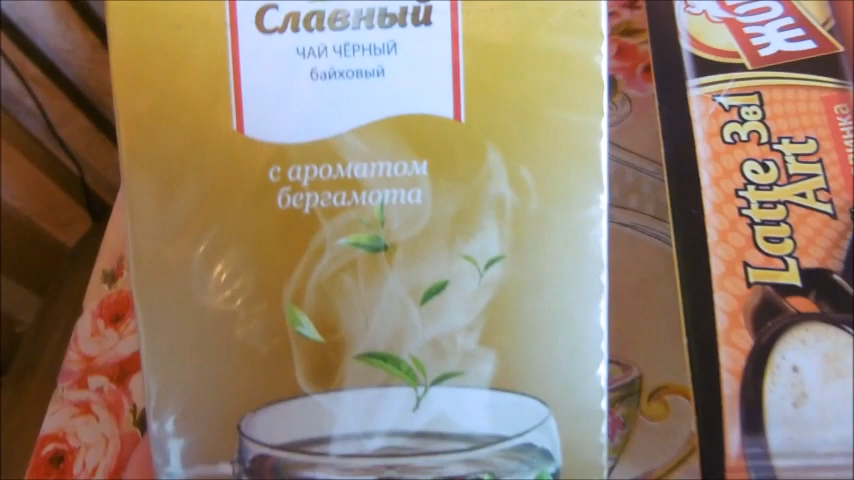 Славный
ЧАЙ ЧЁРНЫЙ
байховый
с ароматом
бергамота
Latte 3в1
Art